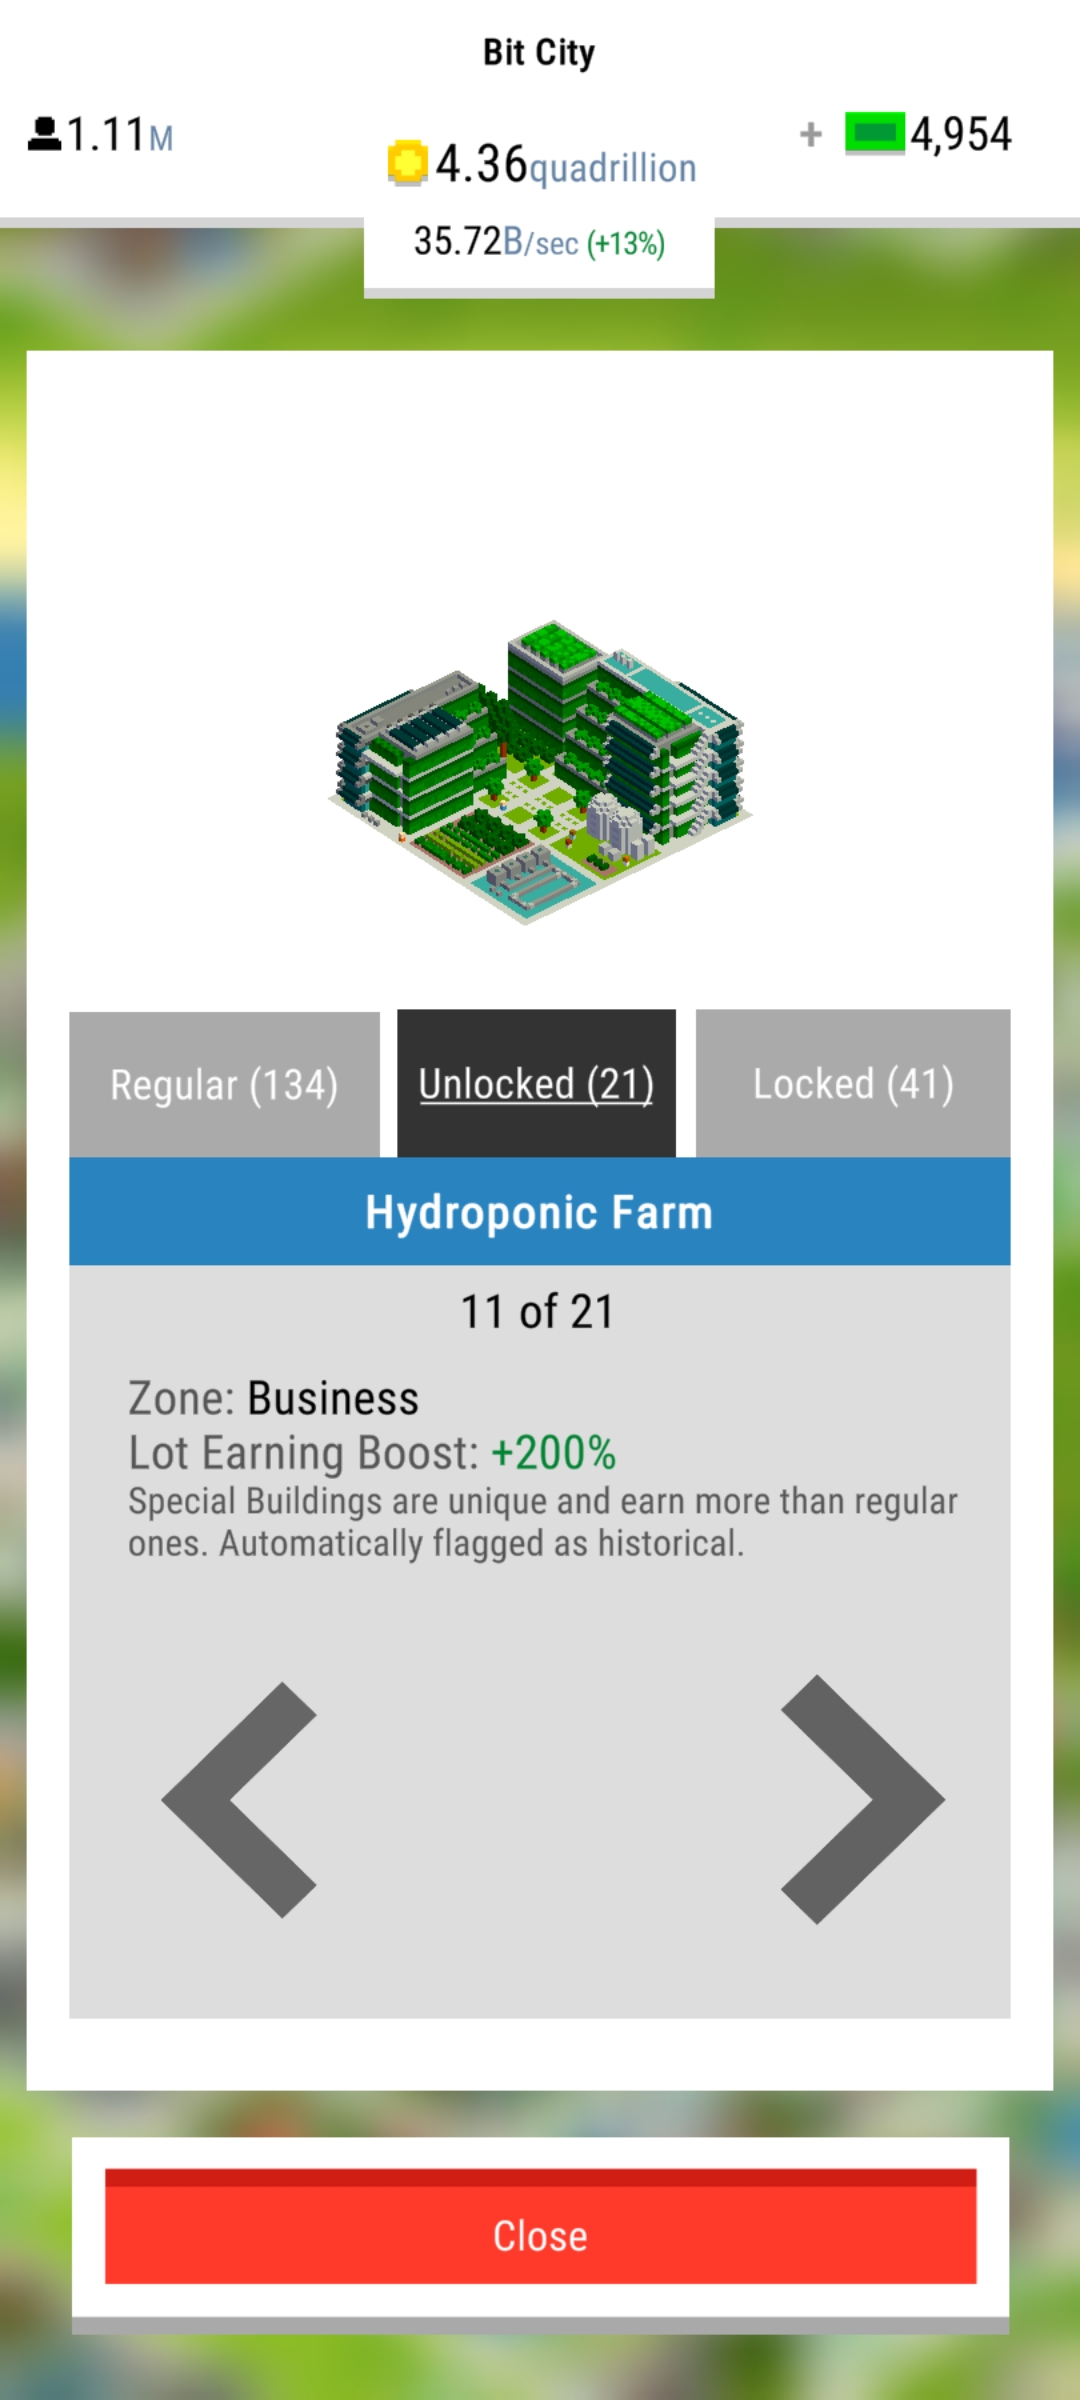 Bit City
1.11M
+ 4,954
4.36quadrillion
35.72B/sec (+13%)
Regular (134)
Unlocked (21)
Locked (41)
Hydroponic Farm
11 of 21
Zone: Business
Lot Earning Boost: +200%
Special Buildings are unique and earn more than regular
ones. Automatically flagged as historical.
Close